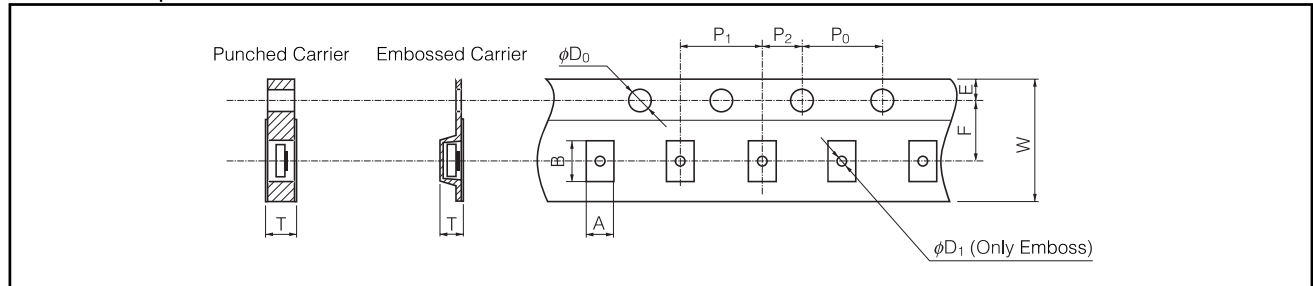 Punched Carrier
Embossed Carrier
T
T
P₁
P₂
P₀
ϕD₀
E
F
W
B
A
ϕD₁ (Only Emboss)